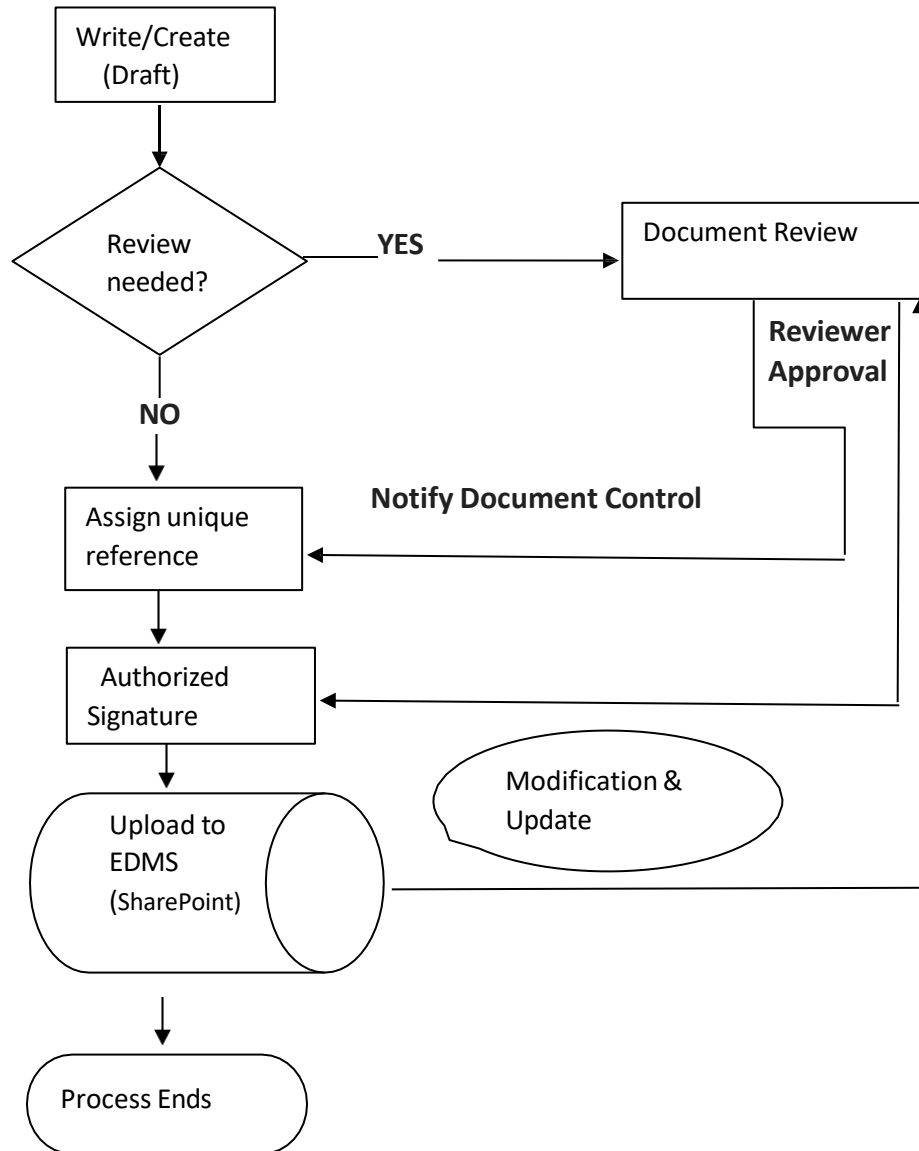 Write/Create
(Draft)
Review
needed?
YES
Document Review
Reviewer
Approval
NO
Notify Document Control
Assign unique
reference
Authorized
Signature
Modification &
Update
Upload to
EDMS
(SharePoint)
Process Ends